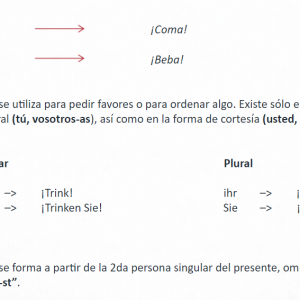 ¡Coma!
¡Beba!
se utiliza para pedir favores o para ordenar algo. Existe sólo e
ral (tú, vosotros-as), así como en la forma de cortesía (usted,
ar Plural
–> ¡Trink! ihr –> ¡
–> ¡Trinken Sie! Sie –> ¡
se forma a partir de la 2da persona singular del presente, om
-st”.